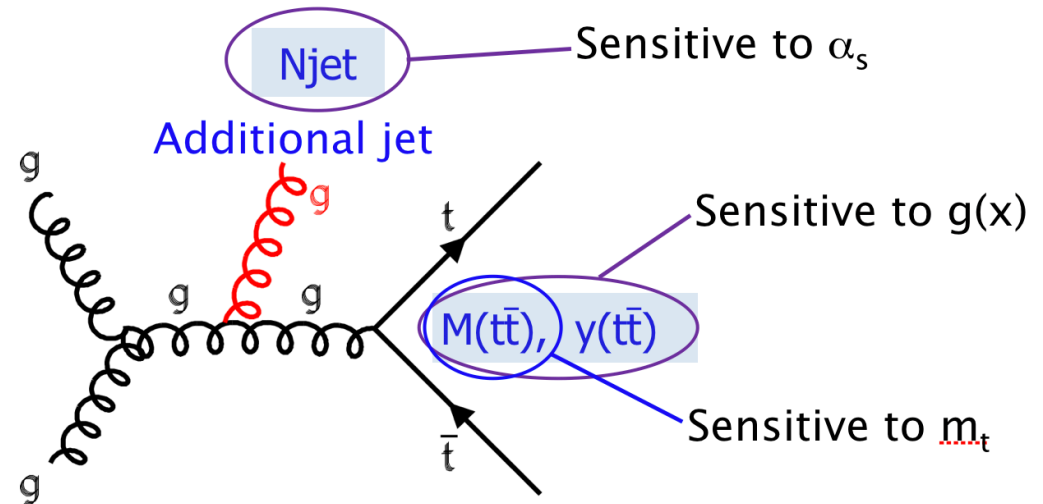 Njet
Sensitive to αs
Additional jet
g
g
t
Sensitive to g(x)
g
g
M(tt̄), y(tt̄)
Sensitive to mt
t̄
g